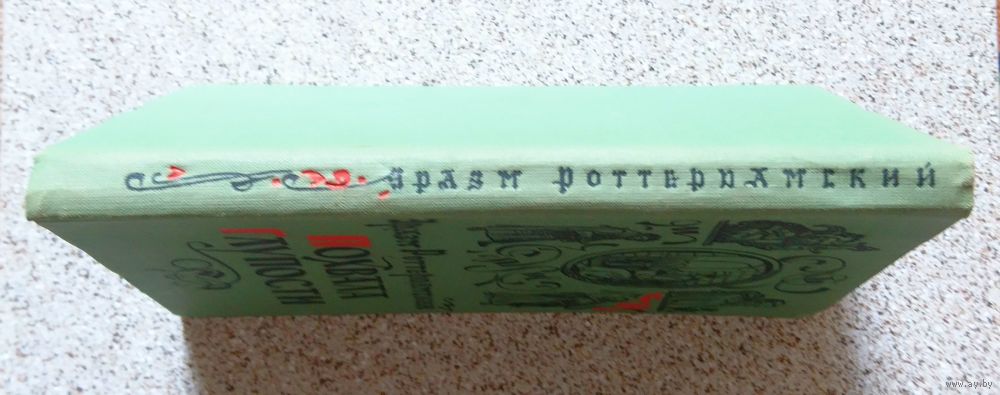 Эразм Роттердамский
Эразм Роттердамский
ПОХВАЛА
ГЛУПОСТИ
www.ay.by